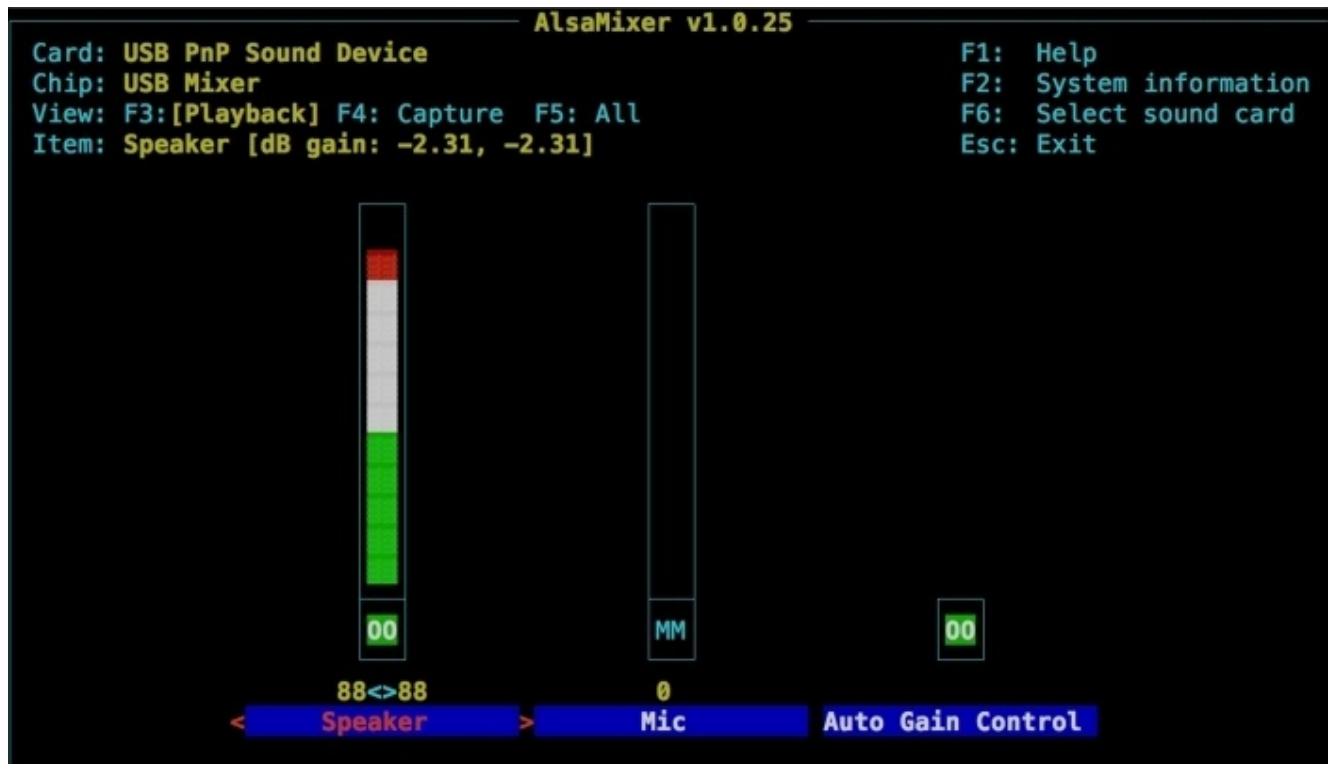 AlsaMixer v1.0.25
Card: USB PnP Sound Device F1: Help
Chip: USB Mixer F2: System information
View: F3:[Playback] F4: Capture F5: All F6: Select sound card
Item: Speaker [dB gain: -2.31, -2.31] Esc: Exit
OO MM OO
88<>88 0
< Speaker > Mic Auto Gain Control